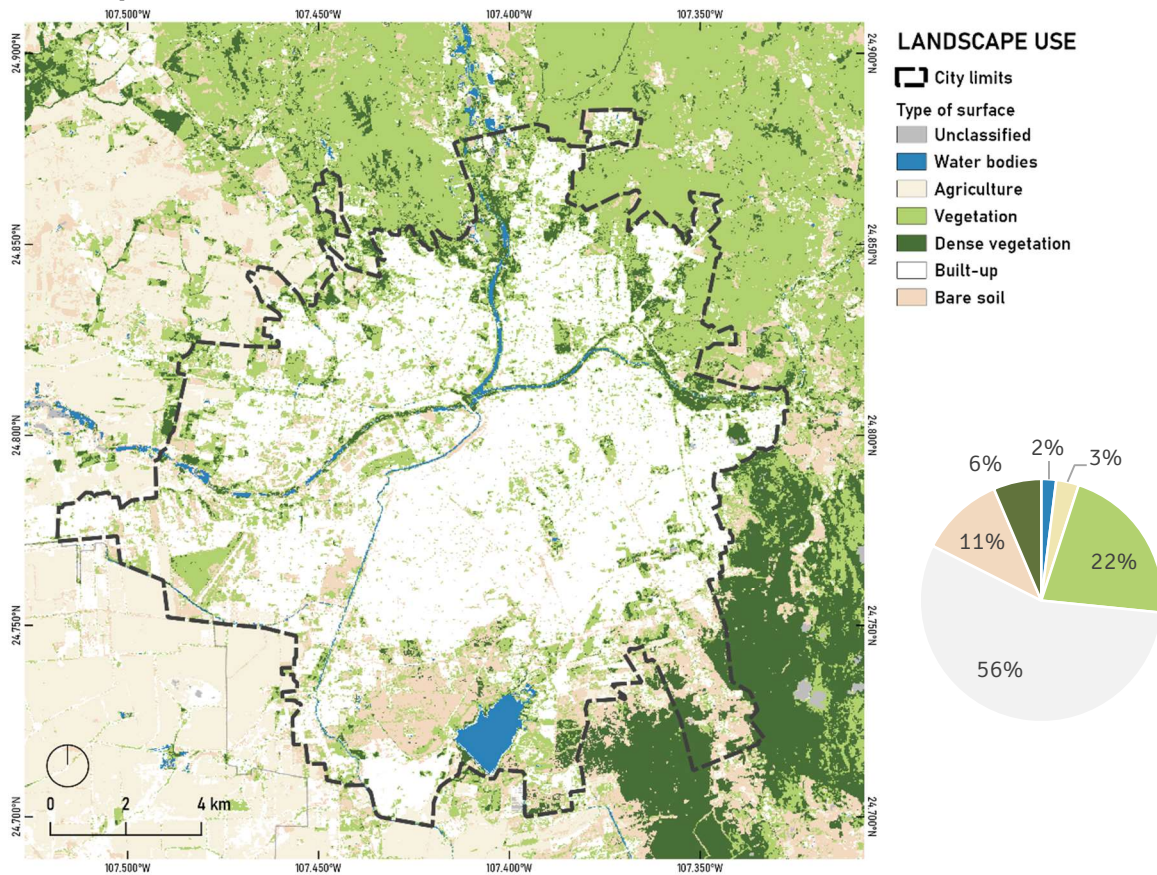 107.500°W 107.450°W 107.400°W 107.350°W
24.900°N 24.900°N
24.850°N 24.850°N
24.800°N 24.800°N
24.750°N 24.750°N
24.700°N 24.700°N
0 2 4 km
107.500°W 107.450°W 107.400°W 107.350°W
LANDSCAPE USE
City limits
Type of surface
Unclassified
Water bodies
Agriculture
Vegetation
Dense vegetation
Built-up
Bare soil
6% 2% 3%
11% 22%
56%